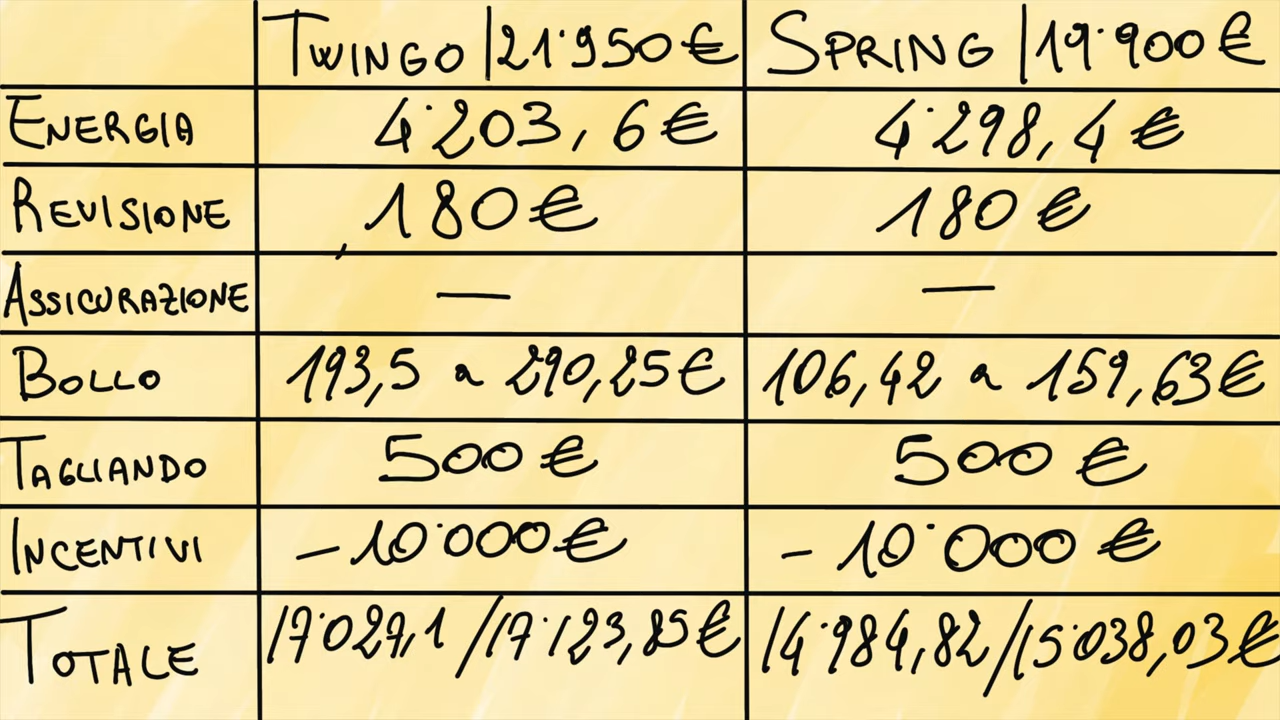 TWINGO | 21'950 € SPRING | 19'900 €
ENERGIA 4'203,6 € 4'298,4 €
REVISIONE 180 € 180 €
ASSICURAZIONE — —
BOLLO 193,5 a 290,25 € 106,42 a 159,63 €
TAGLIANDO 500 € 500 €
INCENTIVI - 10'000 € - 10'000 €
TOTALE 17'027,1 / 17'123,85 € 14'984,82 / 15'038,03 €